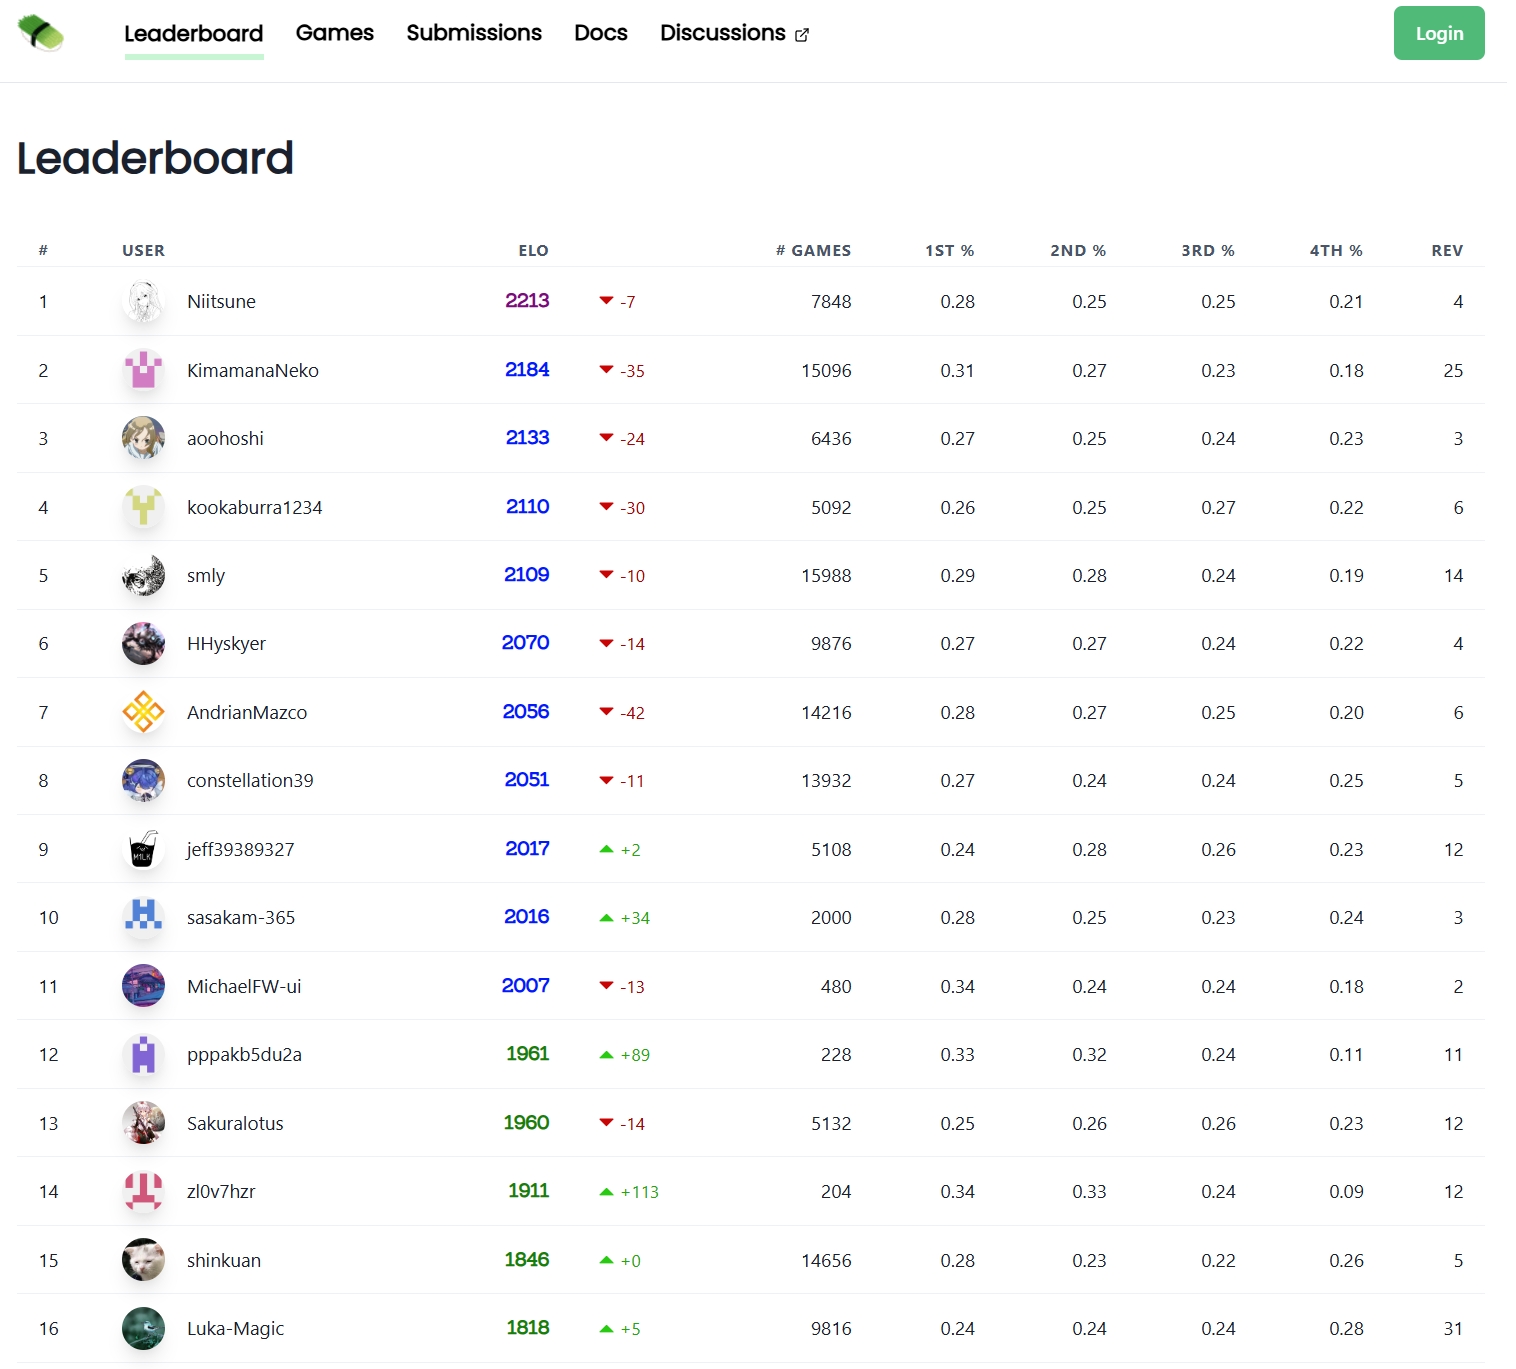 Leaderboard Games Submissions Docs Discussions Login
Leaderboard
# USER ELO # GAMES 1ST % 2ND % 3RD % 4TH % REV
1 Niitsune 2213 -7 7848 0.28 0.25 0.25 0.21 4
2 KimamanaNeko 2184 -35 15096 0.31 0.27 0.23 0.18 25
3 aoohoshi 2133 -24 6436 0.27 0.25 0.24 0.23 3
4 kookaburra1234 2110 -30 5092 0.26 0.25 0.27 0.22 6
5 smly 2109 -10 15988 0.29 0.28 0.24 0.19 14
6 HHyskyer 2070 -14 9876 0.27 0.27 0.24 0.22 4
7 AndrianMazco 2056 -42 14216 0.28 0.27 0.25 0.20 6
8 constellation39 2051 -11 13932 0.27 0.24 0.24 0.25 5
M1LK
9 jeff39389327 2017 +2 5108 0.24 0.28 0.26 0.23 12
10 sasakam-365 2016 +34 2000 0.28 0.25 0.23 0.24 3
11 MichaelFW-ui 2007 -13 480 0.34 0.24 0.24 0.18 2
12 pppakb5du2a 1961 +89 228 0.33 0.32 0.24 0.11 11
13 Sakuralotus 1960 -14 5132 0.25 0.26 0.26 0.23 12
14 zl0v7hzr 1911 +113 204 0.34 0.33 0.24 0.09 12
15 shinkuan 1846 +0 14656 0.28 0.23 0.22 0.26 5
16 Luka-Magic 1818 +5 9816 0.24 0.24 0.24 0.28 31